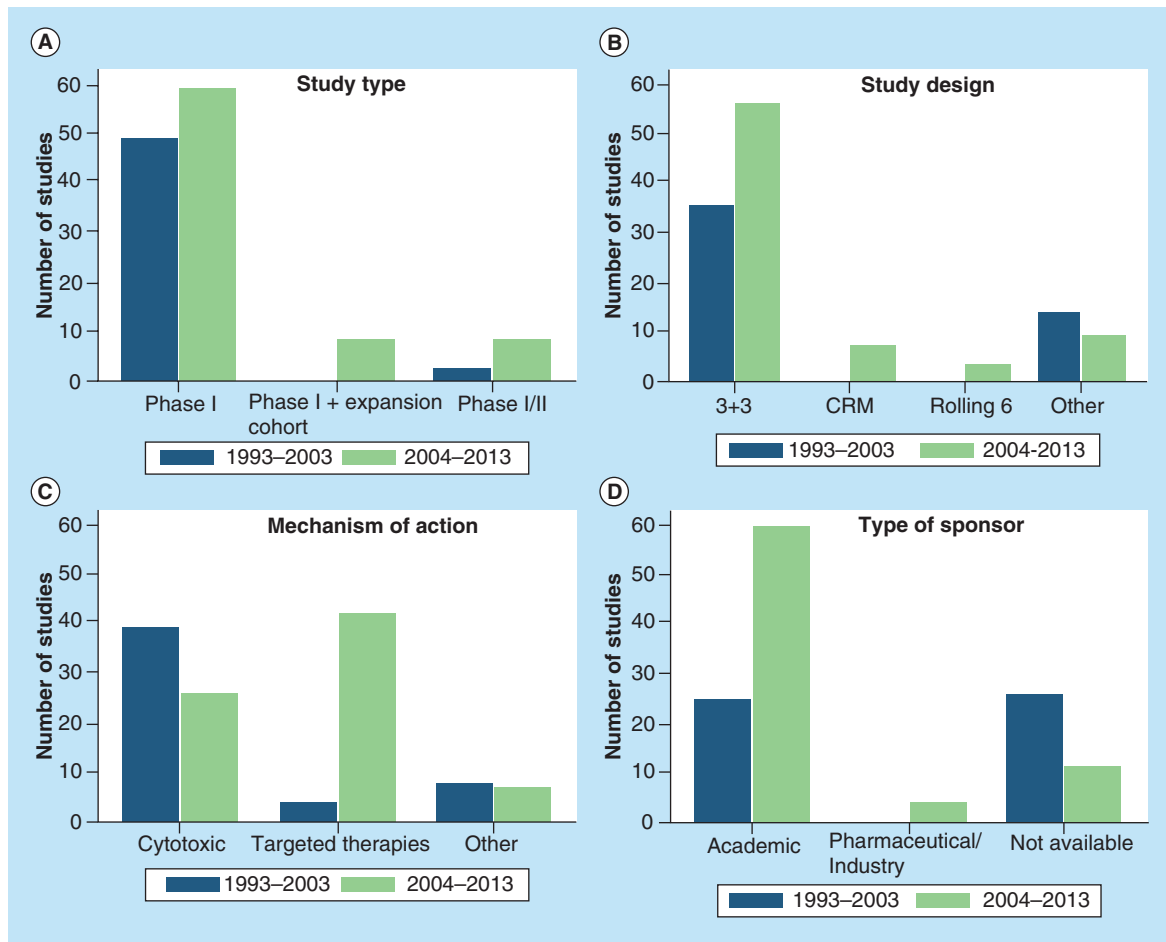 A
Study type
Number of studies
60
50
40
30
20
10
0
Phase I
Phase I + expansion
cohort
Phase I/II
1993–2003
2004–2013
B
Study design
Number of studies
60
50
40
30
20
10
0
3+3
CRM
Rolling 6
Other
1993–2003
2004-2013
C
Mechanism of action
Number of studies
60
50
40
30
20
10
0
Cytotoxic
Targeted therapies
Other
1993–2003
2004–2013
D
Type of sponsor
Number of studies
60
50
40
30
20
10
0
Academic
Pharmaceutical/
Industry
Not available
1993–2003
2004–2013